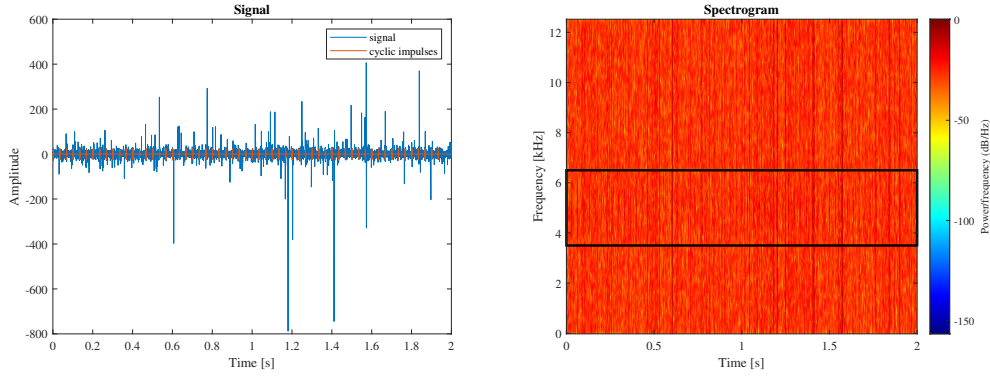 Signal
600
400
200
0
-200
-400
-600
-800
Amplitude
signal
cyclic impulses
0 0.2 0.4 0.6 0.8 1 1.2 1.4 1.6 1.8 2
Time [s]
Spectrogram
12
10
8
6
4
2
0
Frequency [kHz]
0 0.5 1 1.5 2
Time [s]
0
-50
-100
-150
Power/frequency (dB/Hz)